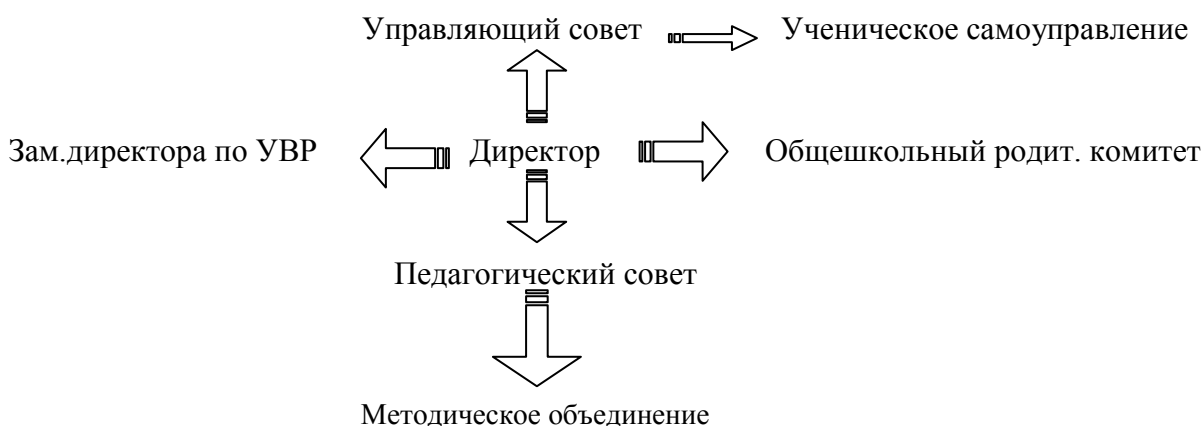 Управляющий совет Ученическое самоуправление
Зам.директора по УВР Директор Общешкольный родит. комитет
Педагогический совет
Методическое объединение